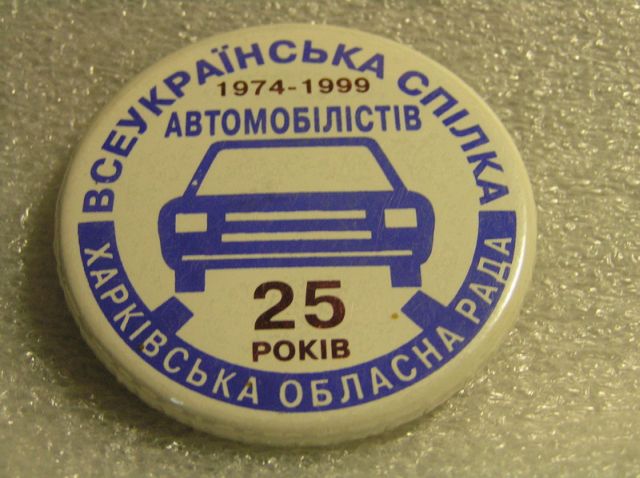 ВСЕУКРАЇНСЬКА СПІЛКА
1974-1999
АВТОМОБІЛІСТІВ
25
РОКІВ
ХАРКІВСЬКА ОБЛАСНА РАДА